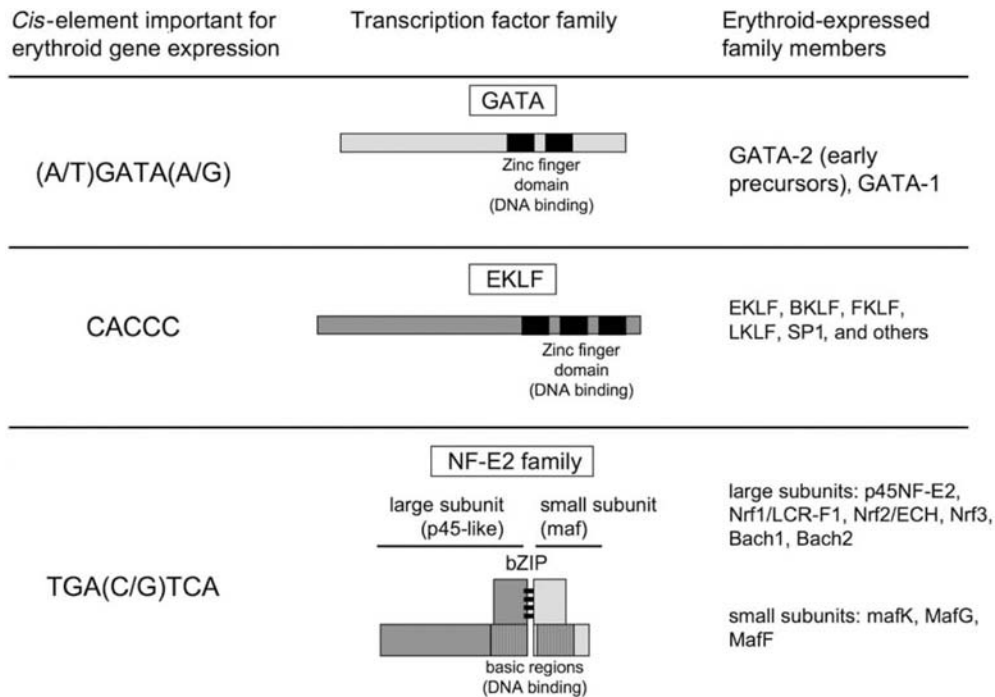 Cis-element important for
erythroid gene expression
Transcription factor family
Erythroid-expressed
family members
(A/T)GATA(A/G)
GATA
Zinc finger
domain
(DNA binding)
GATA-2 (early
precursors), GATA-1
CACCC
EKLF
Zinc finger
domain
(DNA binding)
EKLF, BKLF, FKLF,
LKLF, SP1, and others
TGA(C/G)TCA
NF-E2 family
large subunit
(p45-like)
small subunit
(maf)
bZIP
basic regions
(DNA binding)
large subunits: p45NF-E2,
Nrf1/LCR-F1, Nrf2/ECH, Nrf3,
Bach1, Bach2
small subunits: mafK, MafG,
MafF